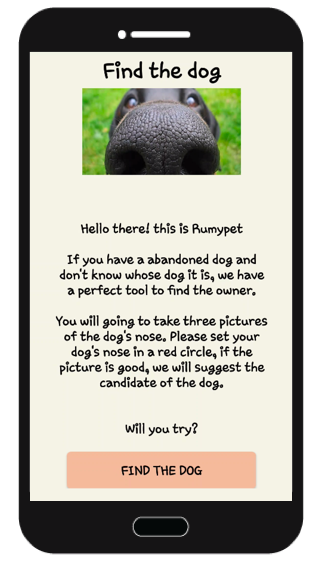 Find the dog
Hello there! this is Rumypet
If you have a abandoned dog and
don't know whose dog it is, we have
a perfect tool to find the owner.
You will going to take three pictures
of the dog's nose. Please set your
dog's nose in a red circle, if the
picture is good, we will suggest the
candidate of the dog.
Will you try?
FIND THE DOG